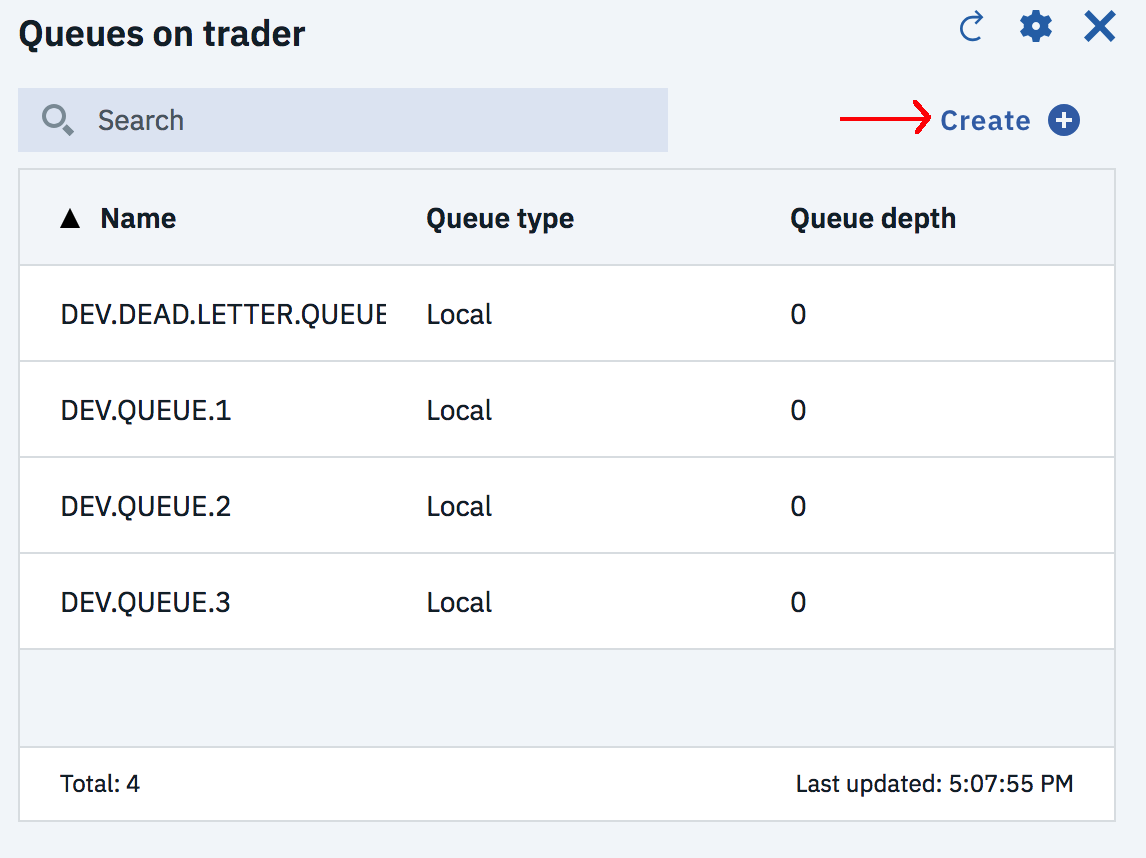 Queues on trader
Search
Create
Name Queue type Queue depth
DEV.DEAD.LETTER.QUEUE Local 0
DEV.QUEUE.1 Local 0
DEV.QUEUE.2 Local 0
DEV.QUEUE.3 Local 0
Total: 4 Last updated: 5:07:55 PM